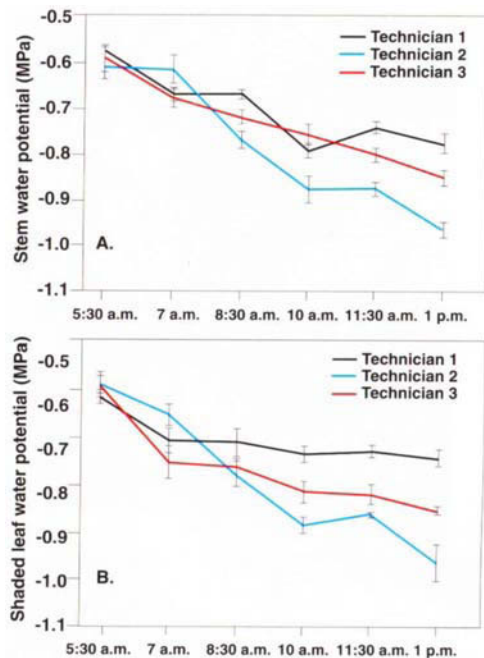 Stem water potential (MPa)
-0.5
-0.6
-0.7
-0.8
-0.9
-1.0
-1.1
Technician 1
Technician 2
Technician 3
A.
5:30 a.m. 7 a.m. 8:30 a.m. 10 a.m. 11:30 a.m. 1 p.m.
Shaded leaf water potential (MPa)
-0.5
-0.6
-0.7
-0.8
-0.9
-1.0
-1.1
Technician 1
Technician 2
Technician 3
B.
5:30 a.m. 7 a.m. 8:30 a.m. 10 a.m. 11:30 a.m. 1 p.m.